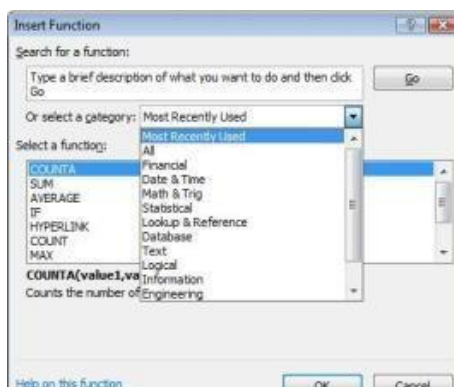 Insert Function
Search for a function:
Type a brief description of what you want to do and then click
Go
Go
Or select a category: Most Recently Used
Most Recently Used
All
Financial
Date & Time
Math & Trig
Statistical
Lookup & Reference
Database
Text
Logical
Information
Engineering
Select a function:
COUNTA
SUM
AVERAGE
IF
HYPERLINK
COUNT
MAX
COUNTA(value1,va
Counts the number of
Help on this function
OK
Cancel